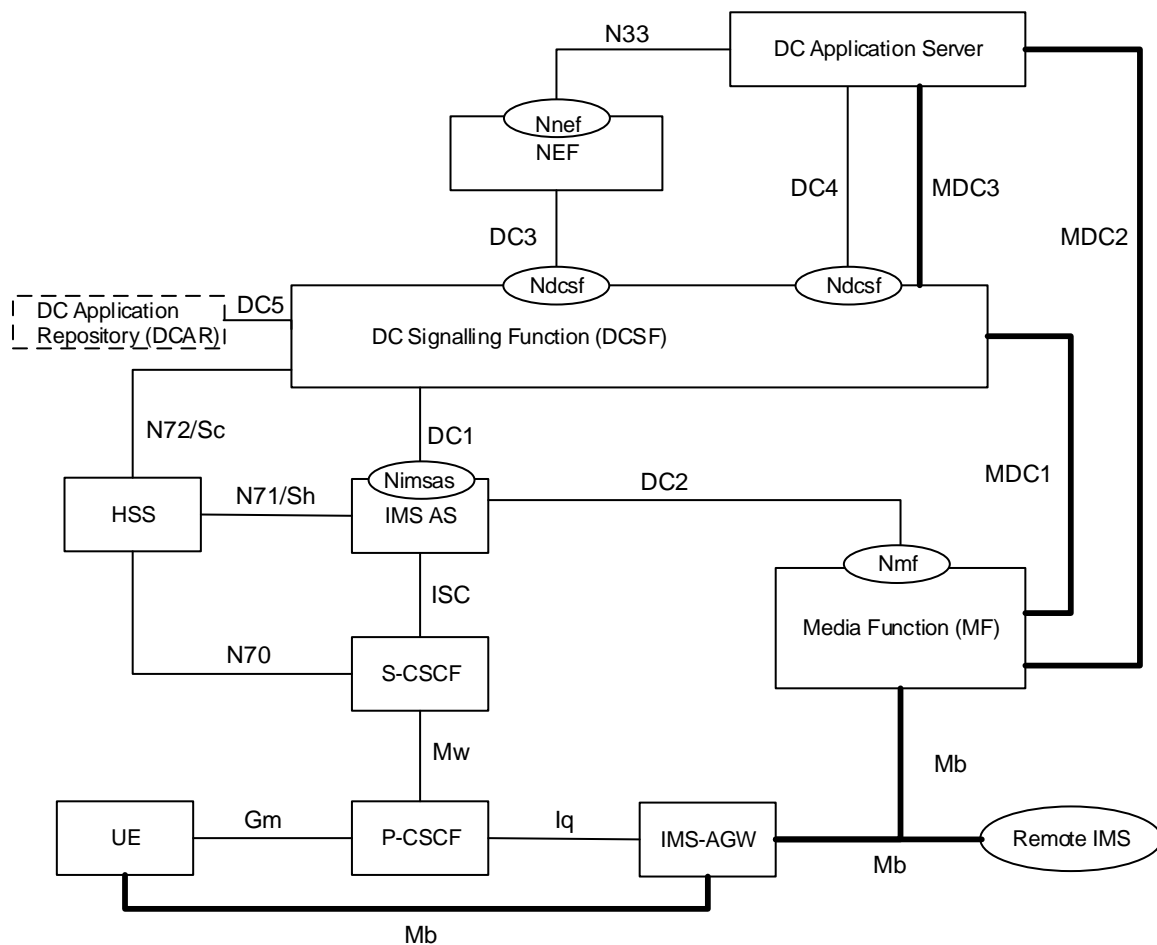 N33
DC Application Server
Nnef
NEF
DC4
MDC3
MDC2
DC3
Ndcsf
Ndcsf
DC5
DC Application
Repository (DCAR)
DC Signalling Function (DCSF)
N72/Sc
DC1
MDC1
Nimsas
DC2
N71/Sh
HSS
IMS AS
Nmf
ISC
Media Function (MF)
N70
S-CSCF
Mw
Mb
Gm
Iq
UE
P-CSCF
IMS-AGW
Remote IMS
Mb
Mb